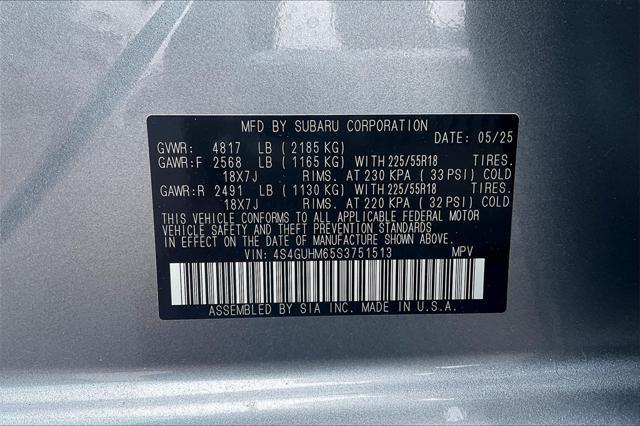 MFD BY SUBARU CORPORATION
DATE: 05/25
GVWR: 4817 LB ( 2185 KG)
GAWR:F 2568 LB ( 1165 KG) WITH 225/55R18 TIRES.
18X7J RIMS. AT 230 KPA ( 33 PSI) COLD
GAWR:R 2491 LB ( 1130 KG) WITH 225/55R18 TIRES.
18X7J RIMS. AT 220 KPA ( 32 PSI) COLD
THIS VEHICLE CONFORMS TO ALL APPLICABLE FEDERAL MOTOR
VEHICLE SAFETY AND THEFT PREVENTION STANDARDS
IN EFFECT ON THE DATE OF MANUFACTURE SHOWN ABOVE.
VIN: 4S4GUHM65S3751513 MPV
ASSEMBLED BY SIA INC. MADE IN U.S.A.